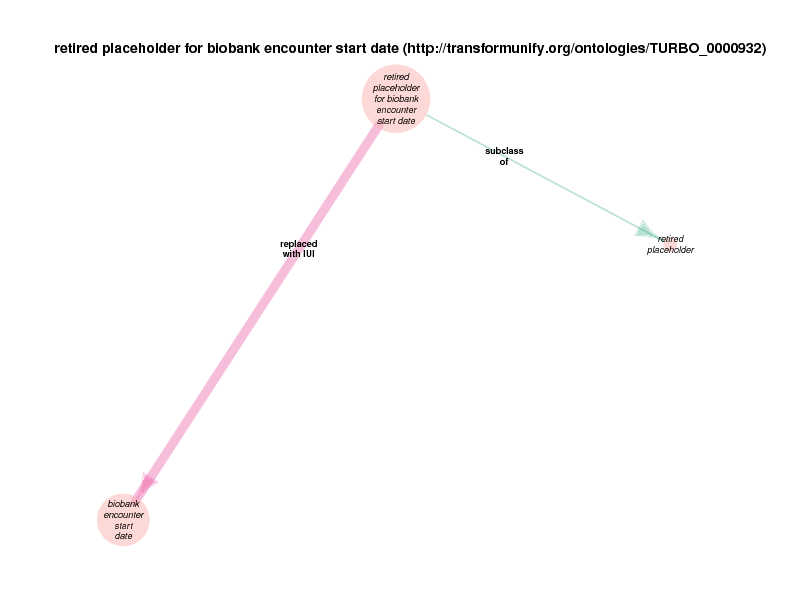 retired placeholder for biobank encounter start date (http://transformunify.org/ontologies/TURBO_0000932)
retired
placeholder
for biobank
encounter
start date
subclass
of
retired
placeholder
replaced
with IUI
biobank
encounter
start
date